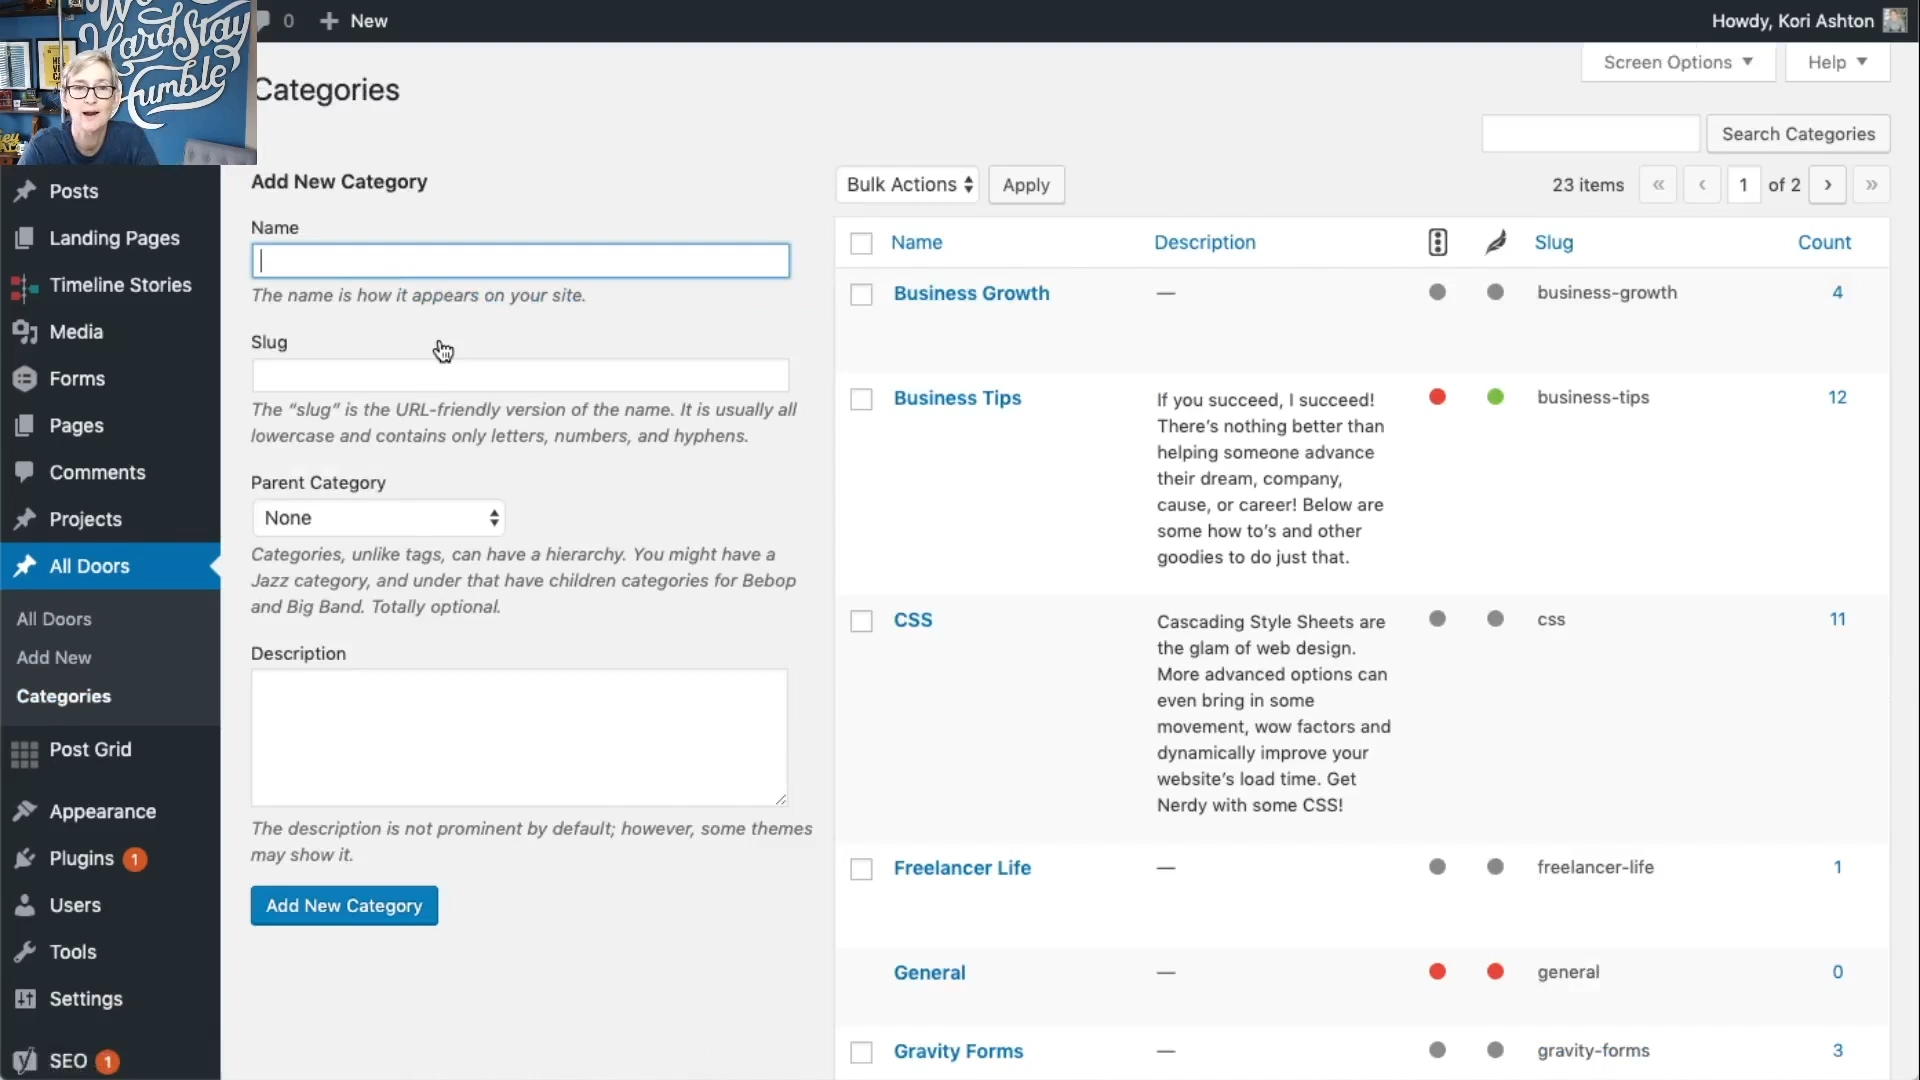 We
Hard Stay
Humble
0
New
Howdy, Kori Ashton
Screen Options
Help
Categories
Search Categories
Posts
Landing Pages
Timeline Stories
Media
Forms
Pages
Comments
Projects
All Doors
All Doors
Add New
Categories
Post Grid
Appearance
Plugins 1
Users
Tools
Settings
SEO 1
Add New Category
Name
The name is how it appears on your site.
Slug
The “slug” is the URL-friendly version of the name. It is usually all
lowercase and contains only letters, numbers, and hyphens.
Parent Category
None
Categories, unlike tags, can have a hierarchy. You might have a
Jazz category, and under that have children categories for Bebop
and Big Band. Totally optional.
Description
The description is not prominent by default; however, some themes
may show it.
Add New Category
Bulk Actions
Apply
23 items
«
‹
1
of 2
›
»
Name Description Slug Count
Business Growth — business-growth 4
Business Tips If you succeed, I succeed! business-tips 12
There’s nothing better than
helping someone advance
their dream, company,
cause, or career! Below are
some how to’s and other
goodies to do just that.
CSS Cascading Style Sheets are css 11
the glam of web design.
More advanced options can
even bring in some
movement, wow factors and
dynamically improve your
website’s load time. Get
Nerdy with some CSS!
Freelancer Life — freelancer-life 1
General — general 0
Gravity Forms — gravity-forms 3